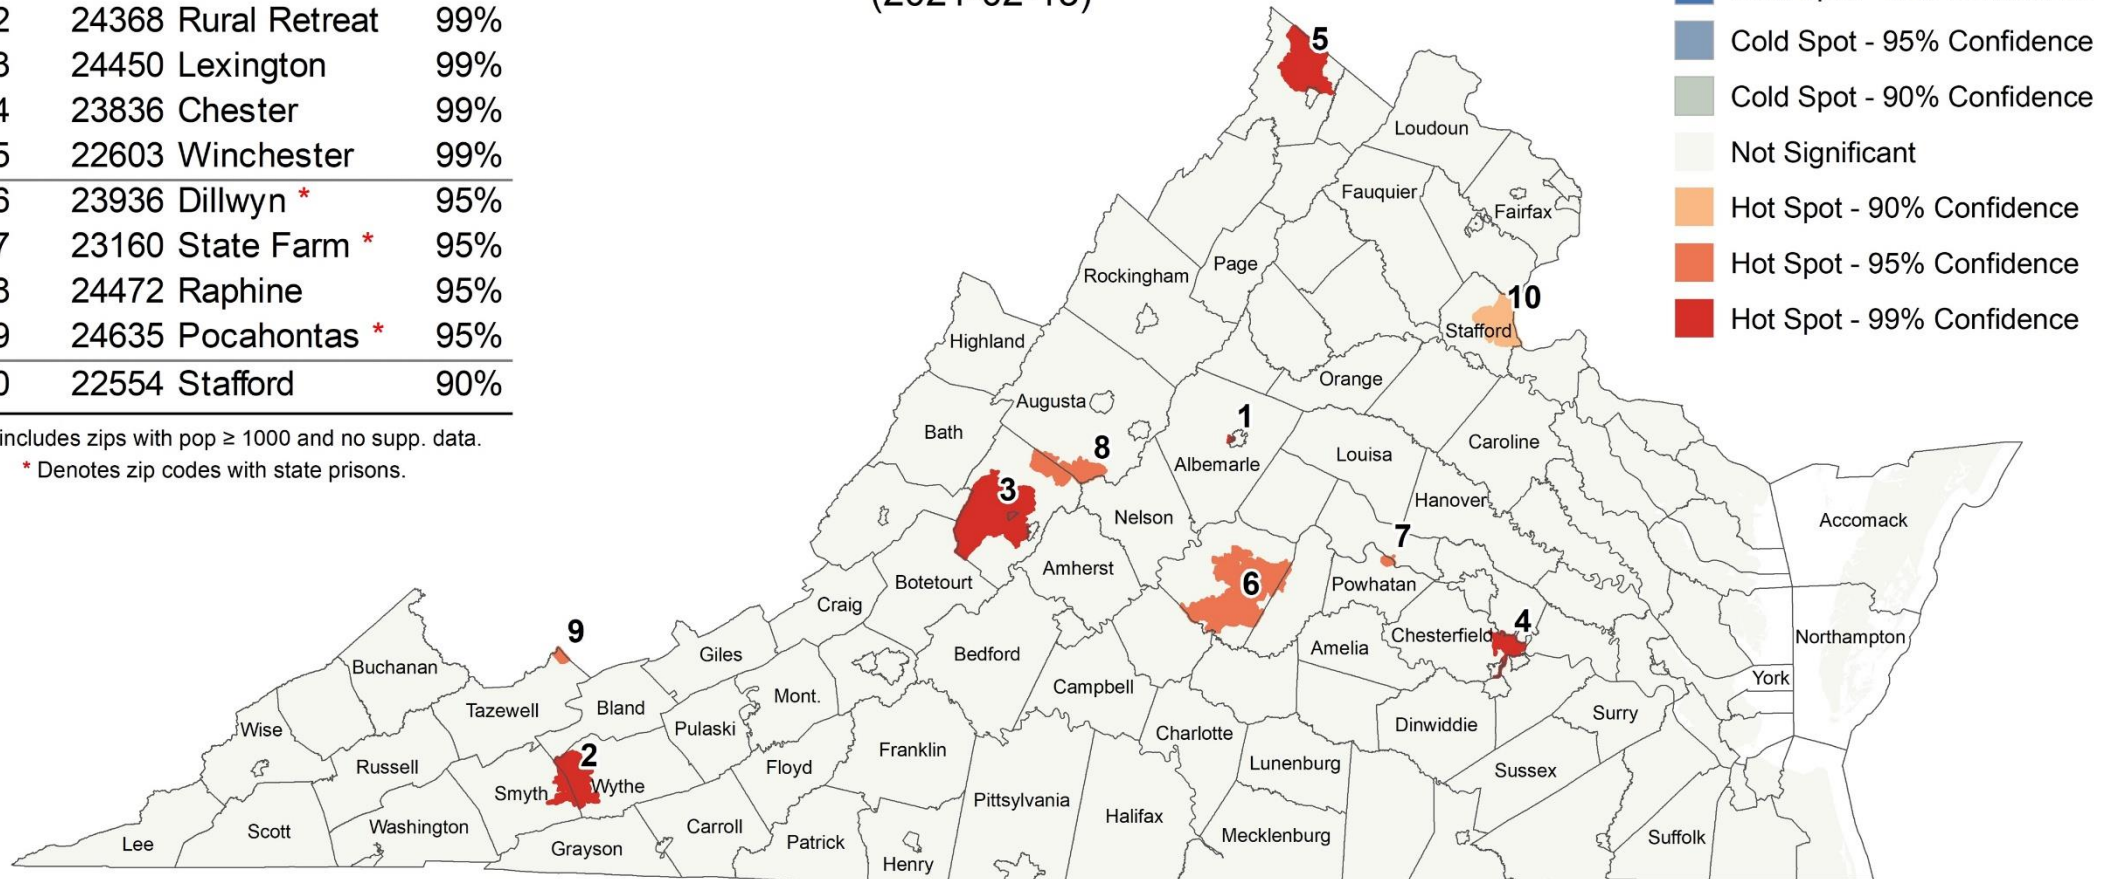 24368 Rural Retreat 99%
24450 Lexington 99%
23836 Chester 99%
22603 Winchester 99%
23936 Dillwyn * 95%
23160 State Farm * 95%
24472 Raphine 95%
24635 Pocahontas * 95%
22554 Stafford 90%
includes zips with pop ≥ 1000 and no supp. data.
* Denotes zip codes with state prisons.
Cold Spot - 95% Confidence
Cold Spot - 90% Confidence
Not Significant
Hot Spot - 90% Confidence
Hot Spot - 95% Confidence
Hot Spot - 99% Confidence
5
Loudoun
Fauquier
Fairfax
Page
Rockingham
10
Stafford
Highland
Orange
Augusta
1
Bath
8
Albemarle
Louisa
Caroline
3
Nelson
Hanover
Accomack
7
Botetourt
Amherst
6
Powhatan
Craig
9
4
Chesterfield
Northampton
Buchanan
Giles
Bedford
Amelia
York
Tazewell
Bland
Mont.
Campbell
Wise
Pulaski
Charlotte
Dinwiddie
Surry
2
Franklin
Russell
Floyd
Lunenburg
Sussex
Smyth
Wythe
Pittsylvania
Halifax
Lee
Scott
Washington
Carroll
Patrick
Mecklenburg
Suffolk
Grayson
Henry